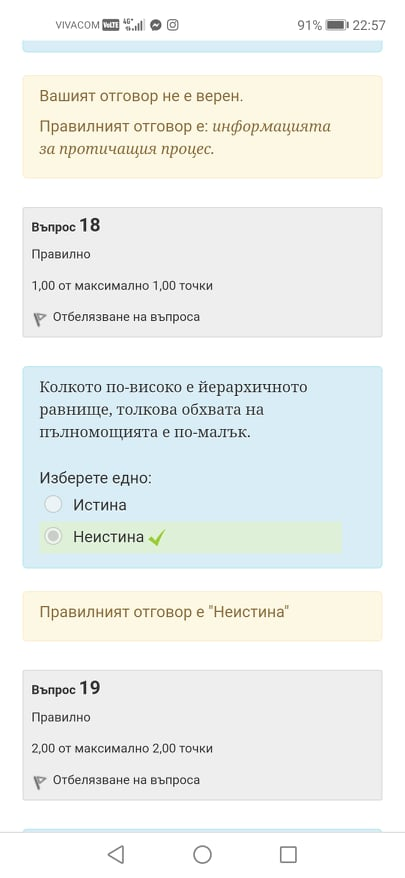 VIVACOM VoLTE 4G+ 91% 22:57
Вашият отговор не е верен.
Правилният отговор е: информацията
за протичащия процес.
Въпрос 18
Правилно
1,00 от максимално 1,00 точки
Отбелязване на въпроса
Колкото по-високо е йерархичното
равнище, толкова обхвата на
пълномощията е по-малък.
Изберете едно:
Истина
Неистина
Правилният отговор е "Неистина"
Въпрос 19
Правилно
2,00 от максимално 2,00 точки
Отбелязване на въпроса